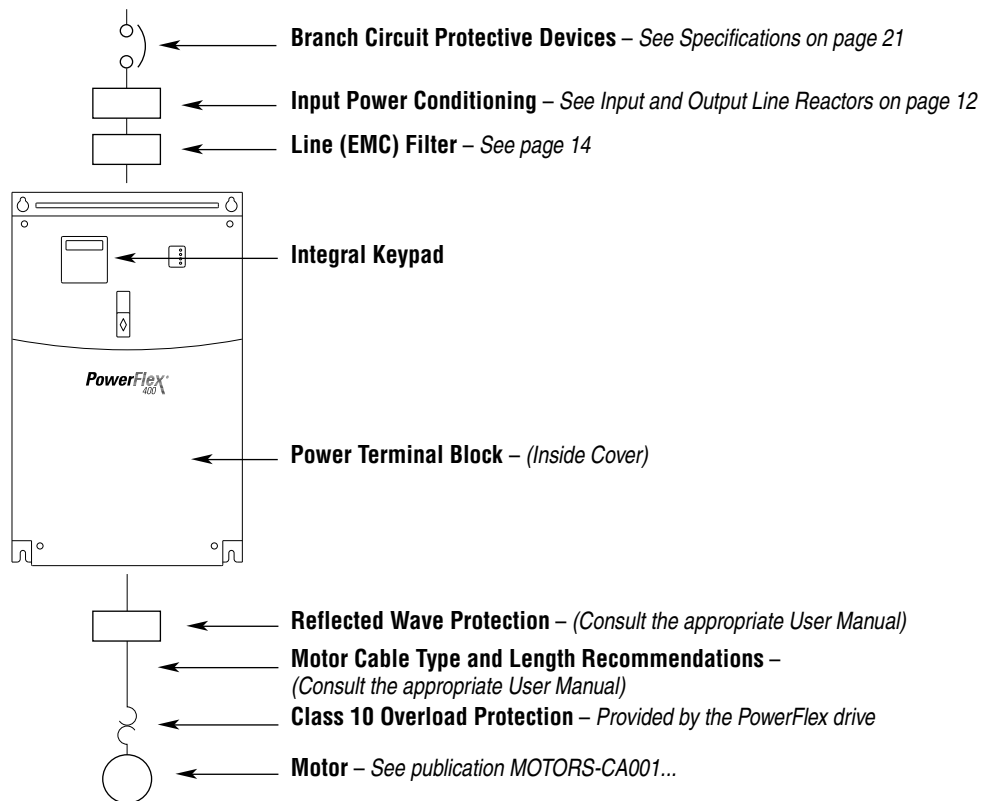 Branch Circuit Protective Devices – See Specifications on page 21
Input Power Conditioning – See Input and Output Line Reactors on page 12
Line (EMC) Filter – See page 14
Integral Keypad
PowerFlex
400
Power Terminal Block – (Inside Cover)
Reflected Wave Protection – (Consult the appropriate User Manual)
Motor Cable Type and Length Recommendations –
(Consult the appropriate User Manual)
Class 10 Overload Protection – Provided by the PowerFlex drive
Motor – See publication MOTORS-CA001...